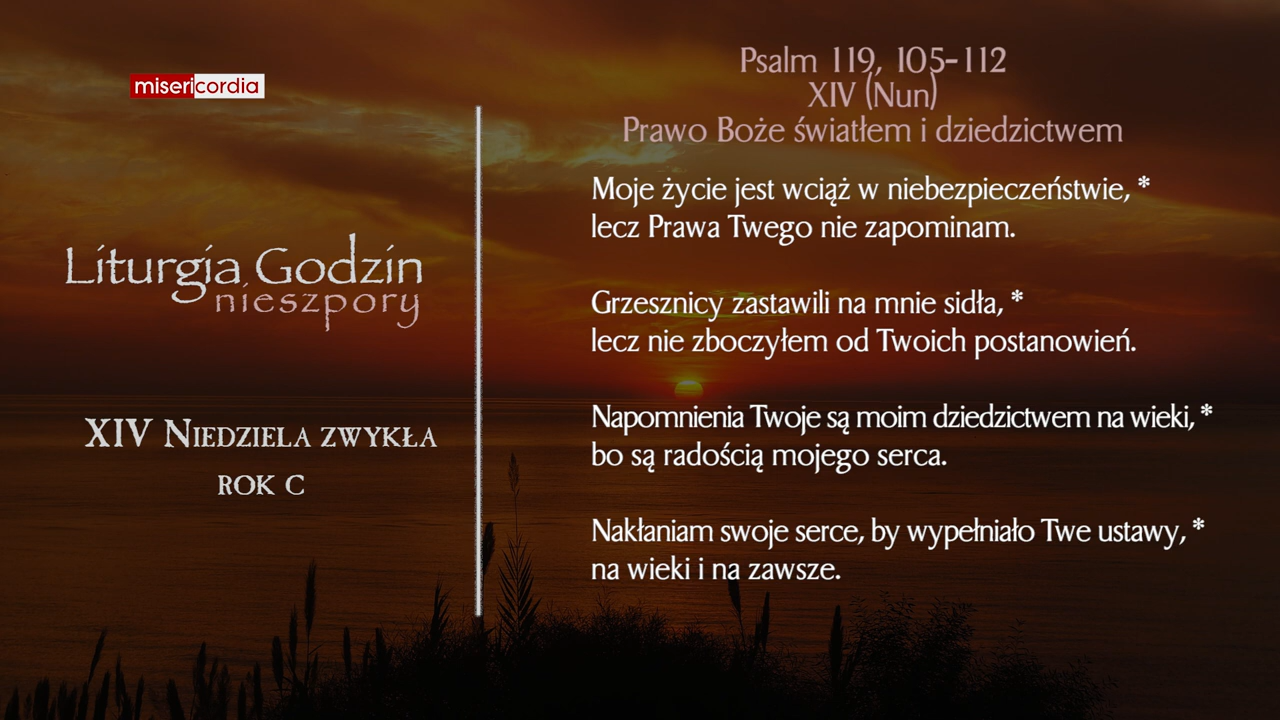 misericordia
Liturgia Godzin
nieszpory
XIV Niedziela zwykła
rok C
Psalm 119, 105-112
XIV (Nun)
Prawo Boże światłem i dziedzictwem
Moje życie jest wciąż w niebezpieczeństwie, *
lecz Prawa Twego nie zapominam.
Grzesznicy zastawili na mnie sidła, *
lecz nie zboczyłem od Twoich postanowień.
Napomnienia Twoje są moim dziedzictwem na wieki, *
bo są radością mojego serca.
Nakłaniam swoje serce, by wypełniało Twe ustawy, *
na wieki i na zawsze.